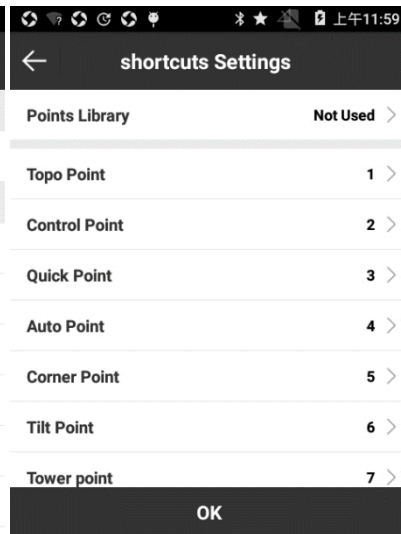 上午11:59
shortcuts Settings
Points Library Not Used
Topo Point 1
Control Point 2
Quick Point 3
Auto Point 4
Corner Point 5
Tilt Point 6
Tower point 7
OK